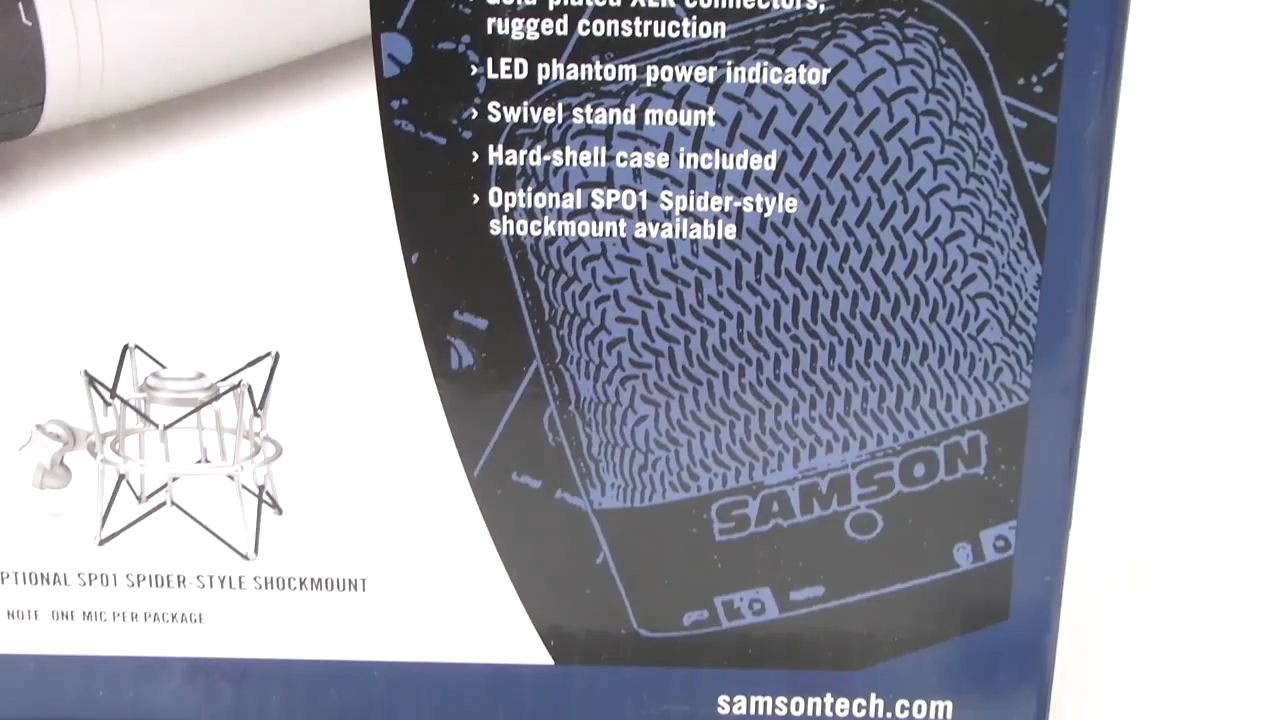 Gold-plated XLR connectors,
rugged construction
› LED phantom power indicator
› Swivel stand mount
› Hard-shell case included
› Optional SP01 Spider-style
shockmount available
SAMSON
PTIONAL SP01 SPIDER-STYLE SHOCKMOUNT
NOTE ONE MIC PER PACKAGE
samsontech.com